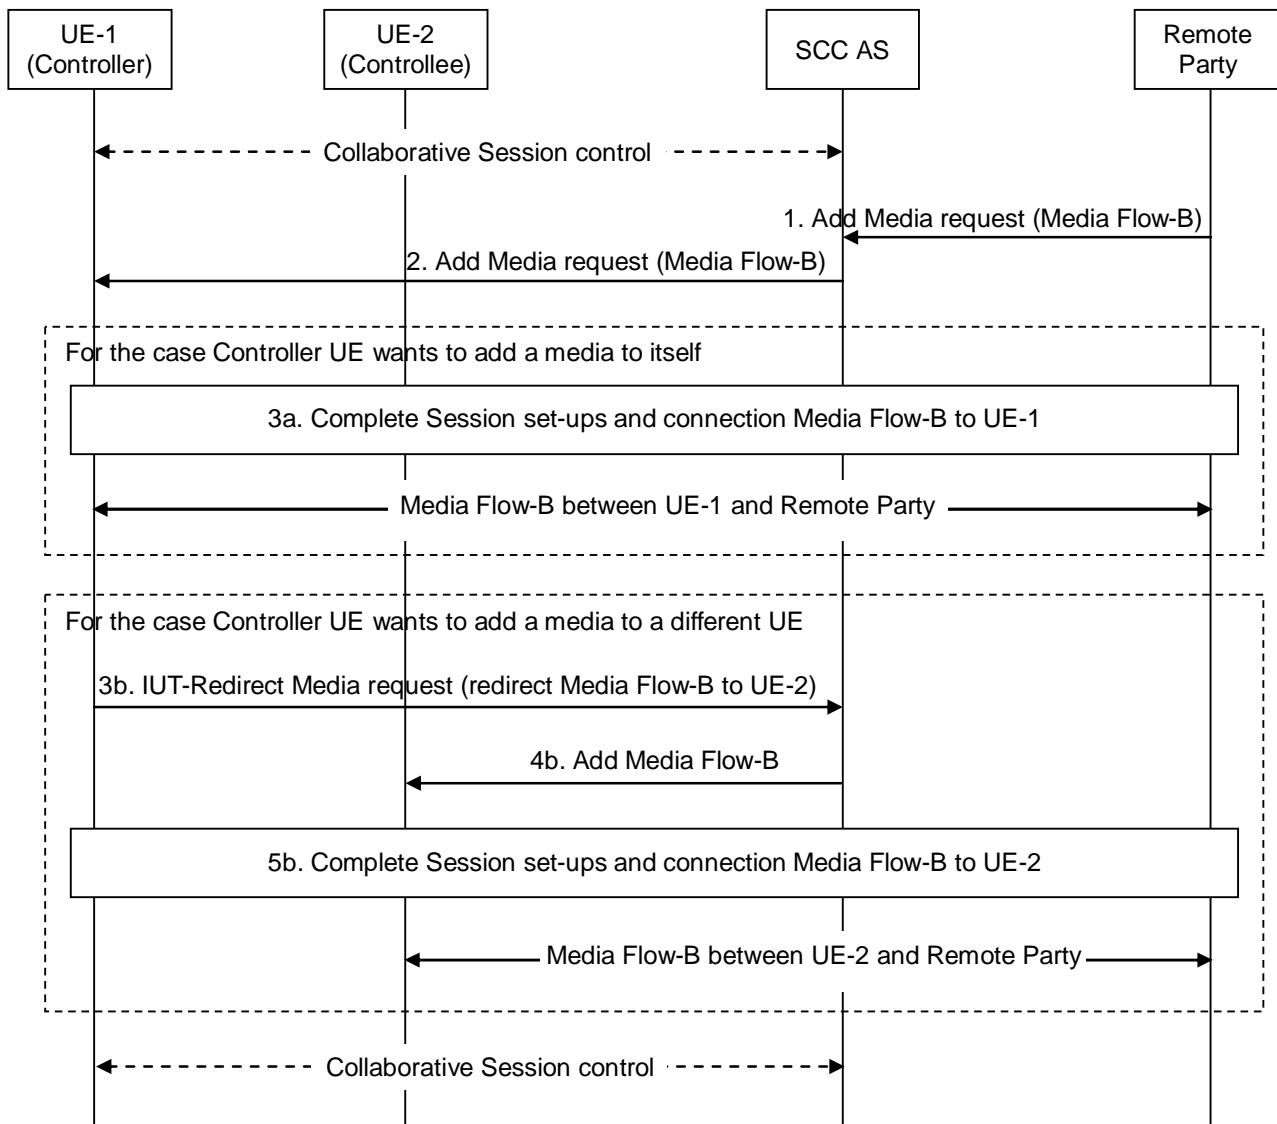 UE-1
(Controller)
UE-2
(Controllee)
SCC AS
Remote
Party
Collaborative Session control
1. Add Media request (Media Flow-B)
2. Add Media request (Media Flow-B)
For the case Controller UE wants to add a media to itself
3a. Complete Session set-ups and connection Media Flow-B to UE-1
Media Flow-B between UE-1 and Remote Party
For the case Controller UE wants to add a media to a different UE
3b. IUT-Redirect Media request (redirect Media Flow-B to UE-2)
4b. Add Media Flow-B
5b. Complete Session set-ups and connection Media Flow-B to UE-2
Media Flow-B between UE-2 and Remote Party
Collaborative Session control